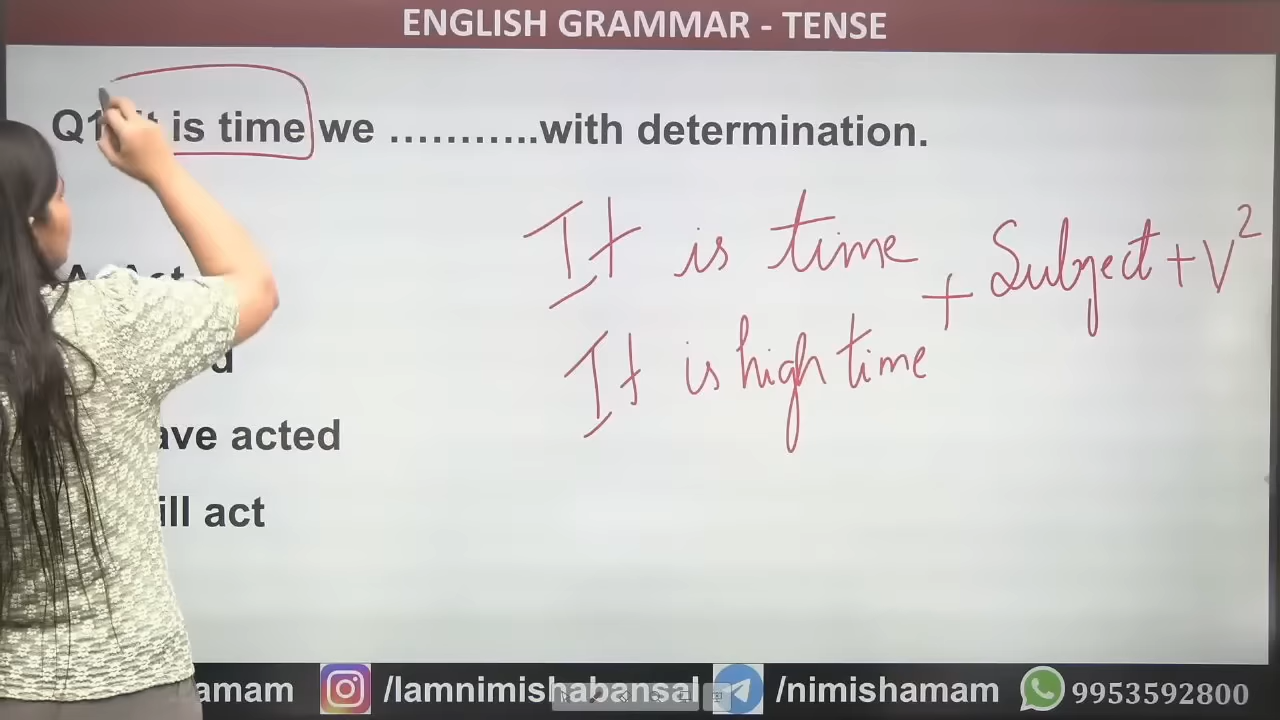 ENGLISH GRAMMAR - TENSE
Q1 is time we ………..with determination.
It is time
+ Subject + V²
It is high time
Act
d
ave acted
ill act
amam /Iamnimishabansal /nimishamam 9953592800